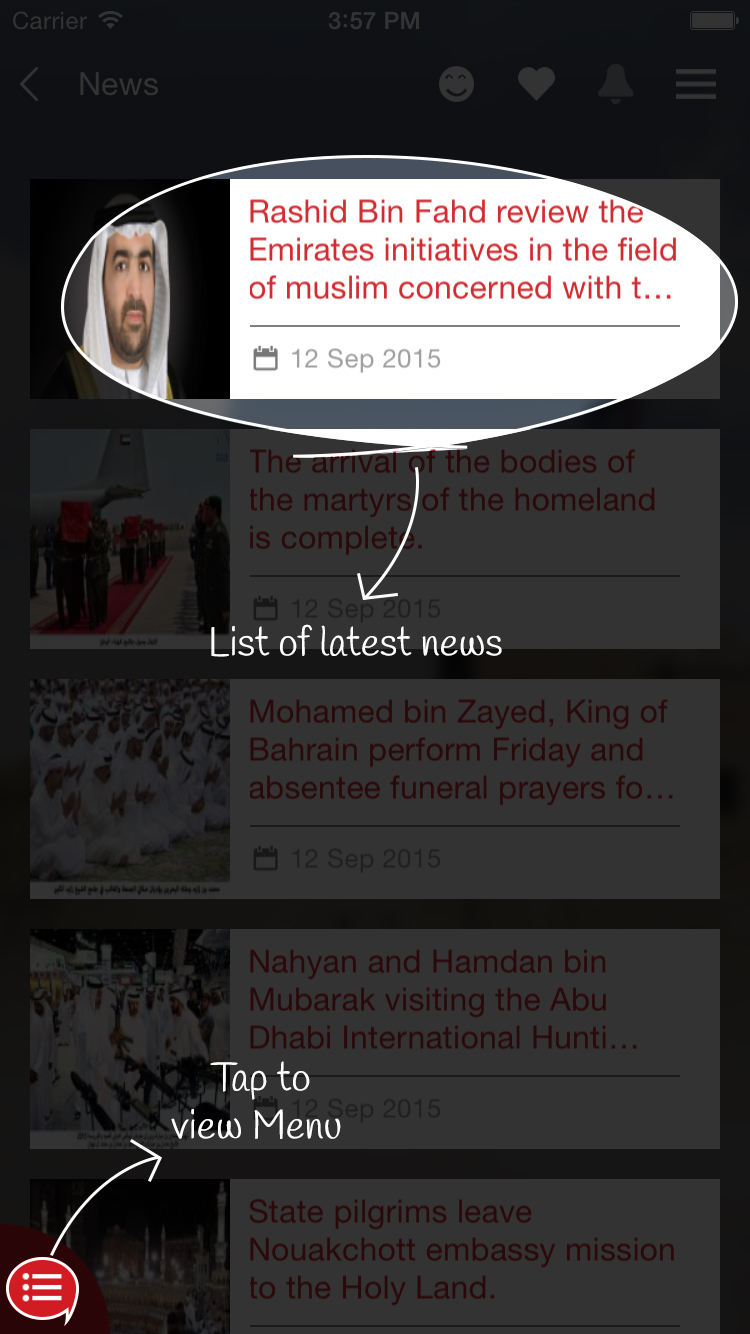 Carrier 3:57 PM
News
Rashid Bin Fahd review the
Emirates initiatives in the field
of muslim concerned with t...
12 Sep 2015
The arrival of the bodies of
the martyrs of the homeland
is complete.
12 Sep 2015
List of latest news
Mohamed bin Zayed, King of
Bahrain perform Friday and
absentee funeral prayers fo...
12 Sep 2015
Nahyan and Hamdan bin
Mubarak visiting the Abu
Dhabi International Hunti...
12 Sep 2015
Tap to
view Menu
State pilgrims leave
Nouakchott embassy mission
to the Holy Land.